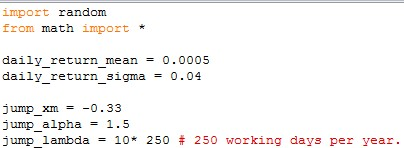 import random
from math import *
daily_return_mean = 0.0005
daily_return_sigma = 0.04
jump_xm = -0.33
jump_alpha = 1.5
jump_lambda = 10* 250 # 250 working days per year.